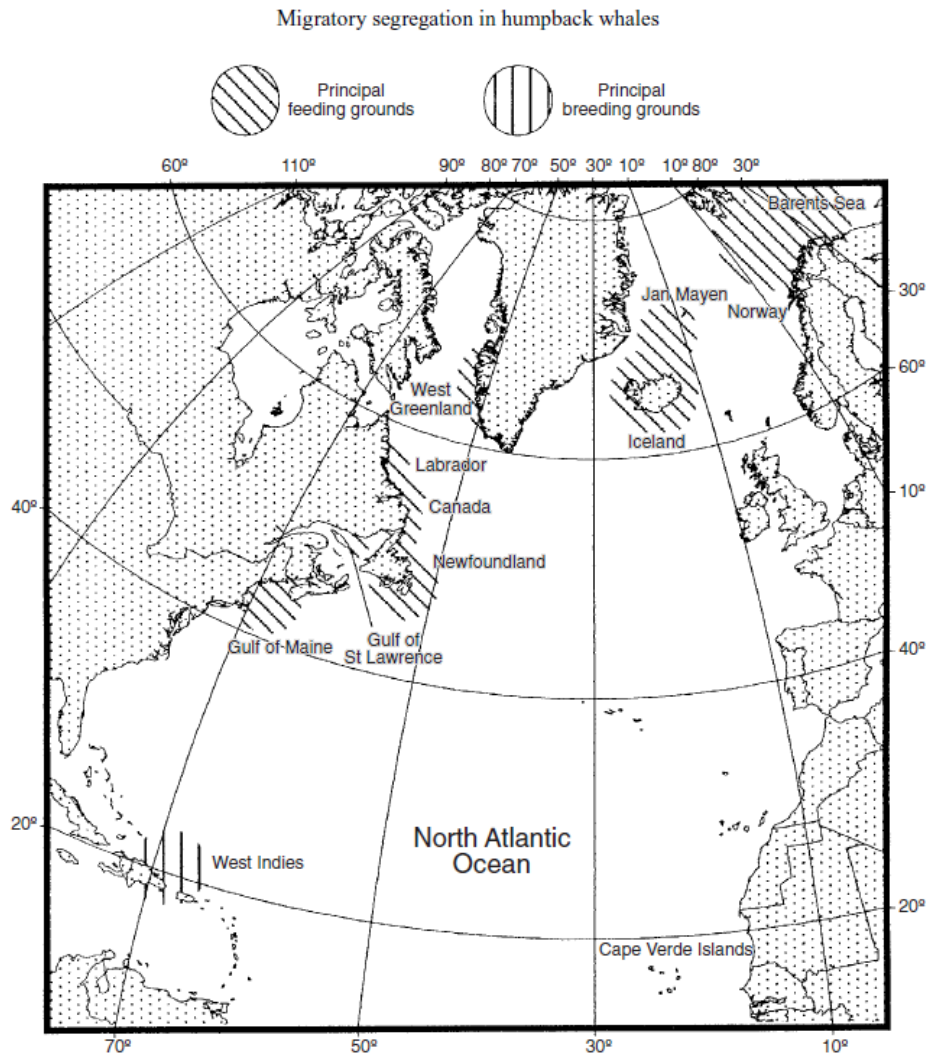 Migratory segregation in humpback whales
Principal
feeding grounds
Principal
breeding grounds
60º 110º 90º 80º 70º 50º 30º 10º 10º 80º 30º
Barents Sea
Jan Mayen
30º
Norway
60º
West
Greenland
Iceland
Labrador
10º
40º
Canada
Newfoundland
Gulf of Maine
Gulf of
St Lawrence
40º
20º
North Atlantic
Ocean
West Indies
20º
Cape Verde Islands
70º 50º 30º 10º